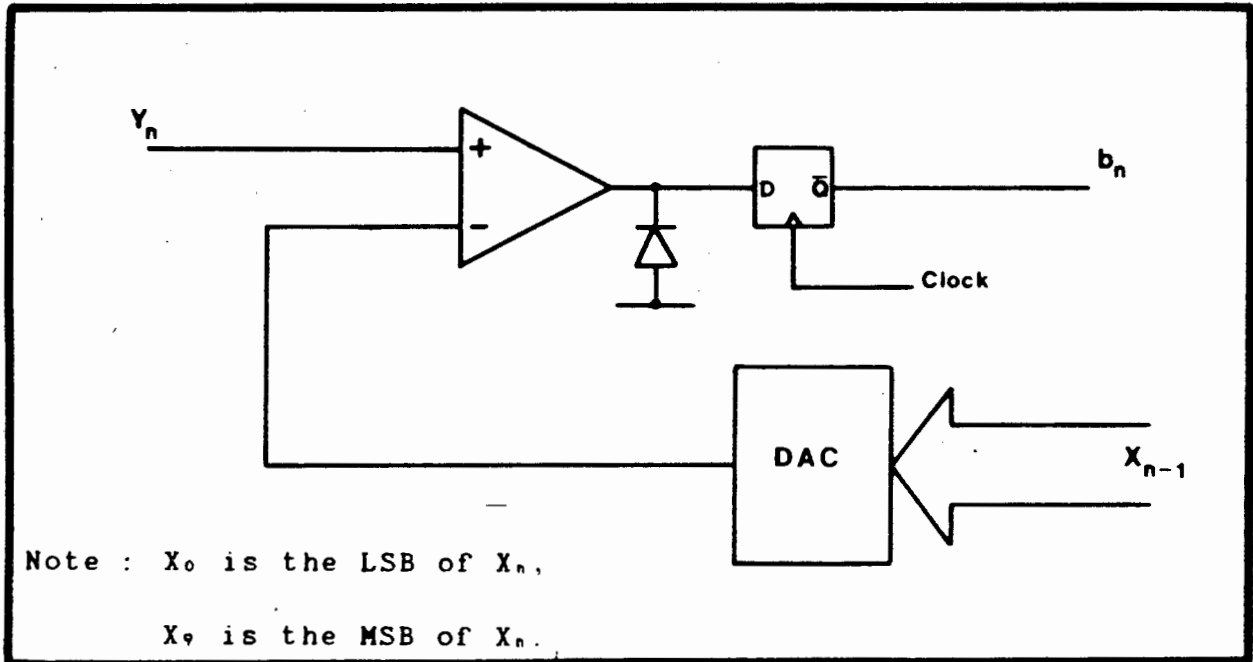 Yn
+
-
D Q̅
bn
Clock
DAC
Xn-1
Note : X0 is the LSB of Xn,
X9 is the MSB of Xn.